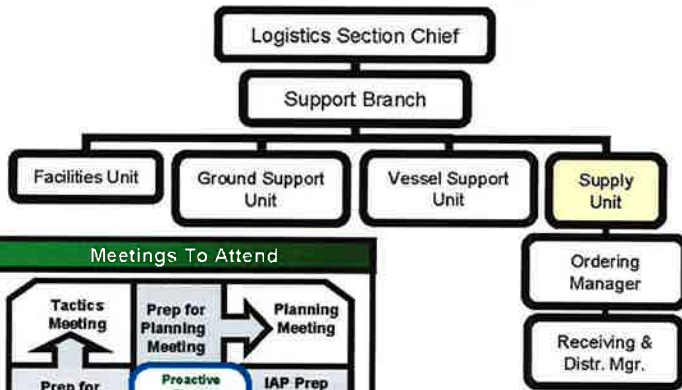 Logistics Section Chief
Support Branch
Facilities Unit
Ground Support
Unit
Vessel Support
Unit
Supply
Unit
Ordering
Manager
Receiving &
Distr. Mgr.
Meetings To Attend
Tactics
Meeting
Prep for
Planning
Meeting
Planning
Meeting
Prep for
Proactive
IAP Prep